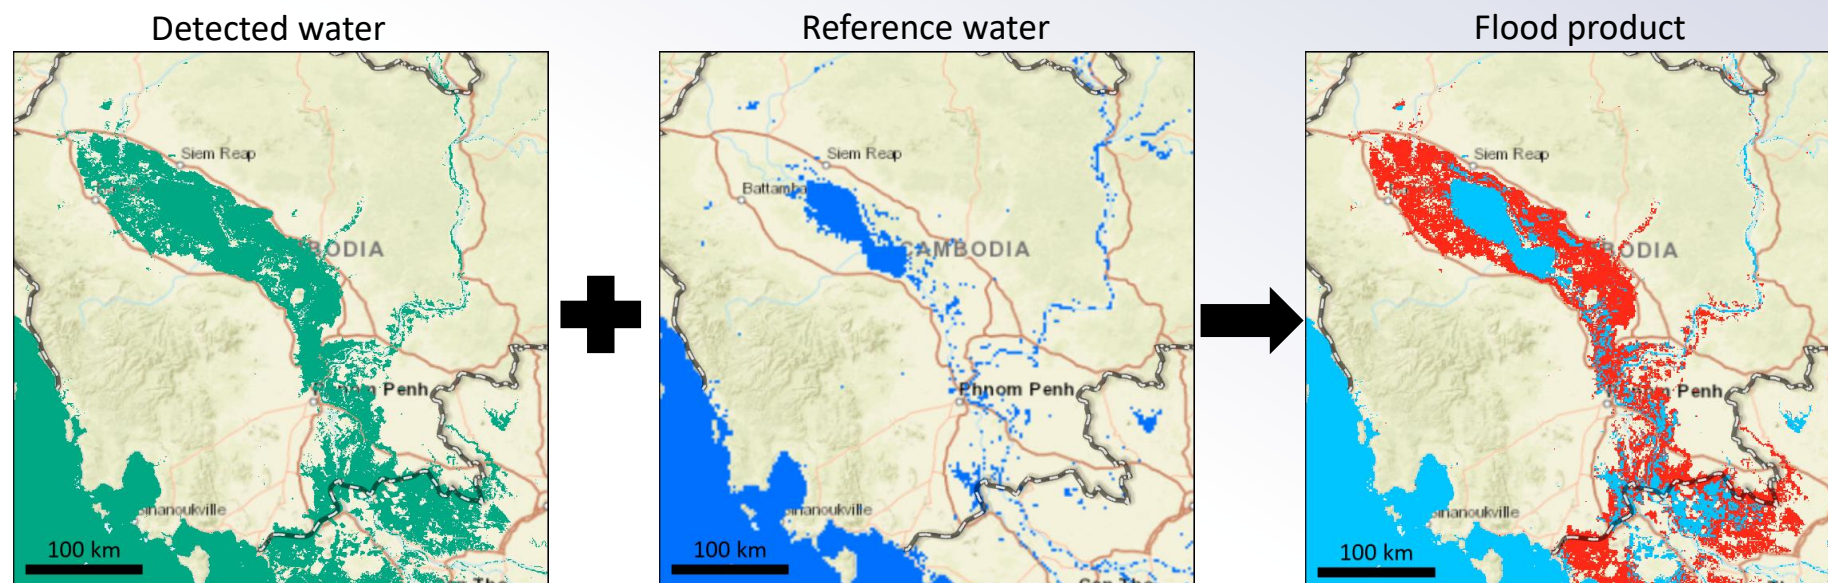 Detected water
Reference water
Flood product
Siem Reap
BODIA
Penh
100 km
Siem Reap
Battamba
CAMBODIA
Phnom Penh
100 km
Siem Reap
BODIA
Penh
100 km